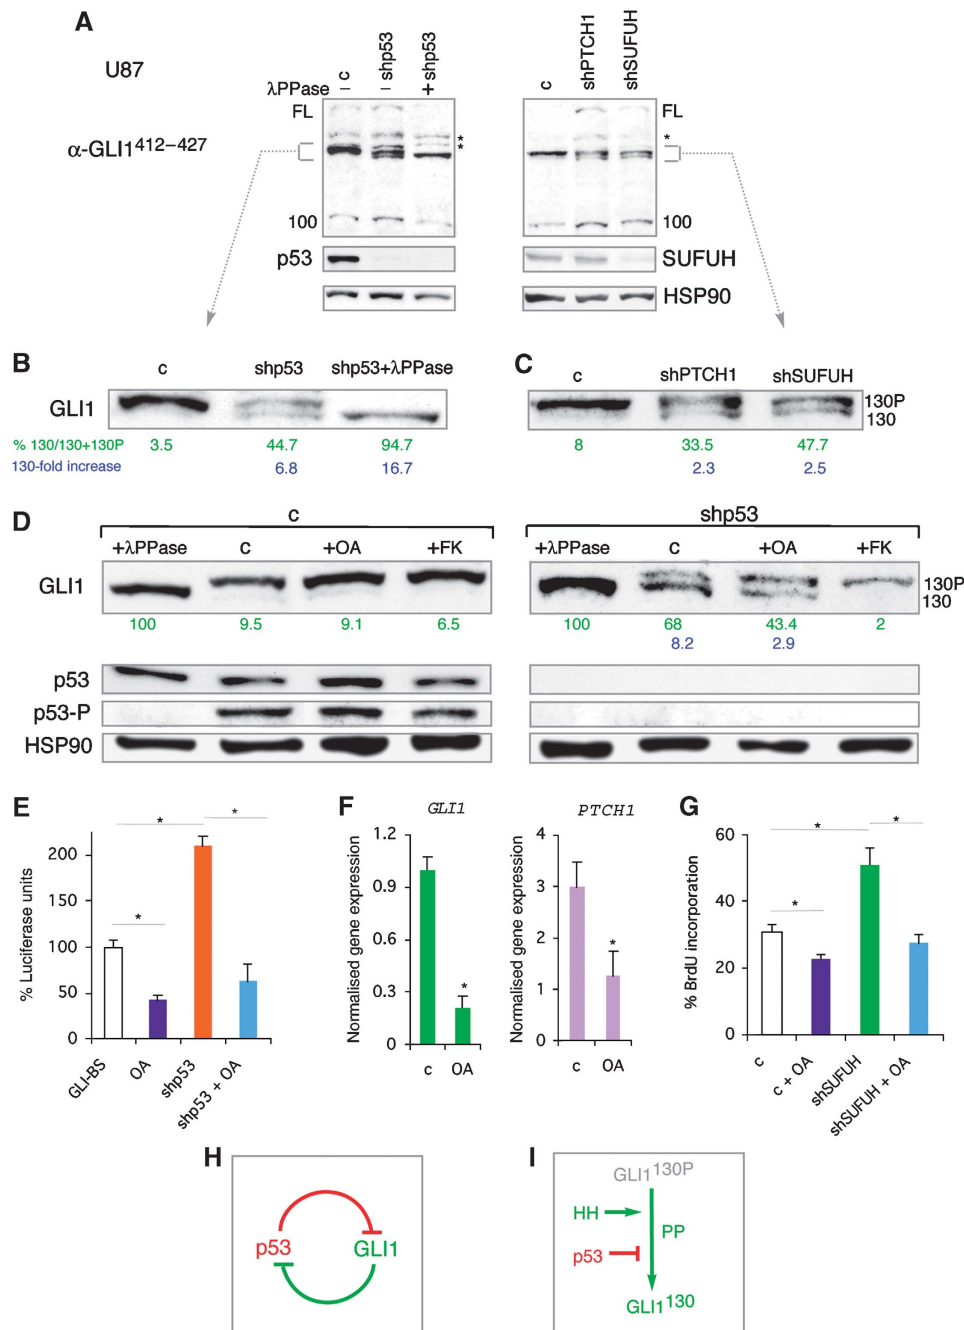 A
U87
c
shp53
shp53
λPPase – – +
α-GLI1412–427
FL
*
*
100
p53
c
shPTCH1
shSUFUH
FL
*
100
SUFUH
HSP90
B
c shp53 shp53+λPPase
GLI1
% 130/130+130P 3.5 44.7 94.7
130-fold increase 6.8 16.7
C
c shPTCH1 shSUFUH
130P
130
8 33.5 47.7
2.3 2.5
D
c
+λPPase c +OA +FK
GLI1
100 9.5 9.1 6.5
shp53
+λPPase c +OA +FK
130P
130
100 68 43.4 2
8.2 2.9
p53
p53-P
HSP90
E
% Luciferase units
200
150
100
50
0
*
*
*
GLI-BS
OA
shp53
shp53 + OA
F
GLI1
Normalised gene expression
1.2
0.9
0.6
0.3
0
*
c OA
PTCH1
Normalised gene expression
4
3
2
1
0
*
c OA
G
% BrdU incorporation
60
40
20
0
*
*
*
c
c + OA
shSUFUH
shSUFUH + OA
H
p53 GLI1
I
GLI1130P
HH
PP
p53
GLI1130